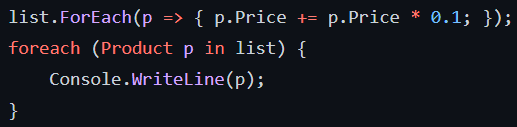 list.ForEach(p => { p.Price += p.Price * 0.1; });
foreach (Product p in list) {
    Console.WriteLine(p);
}